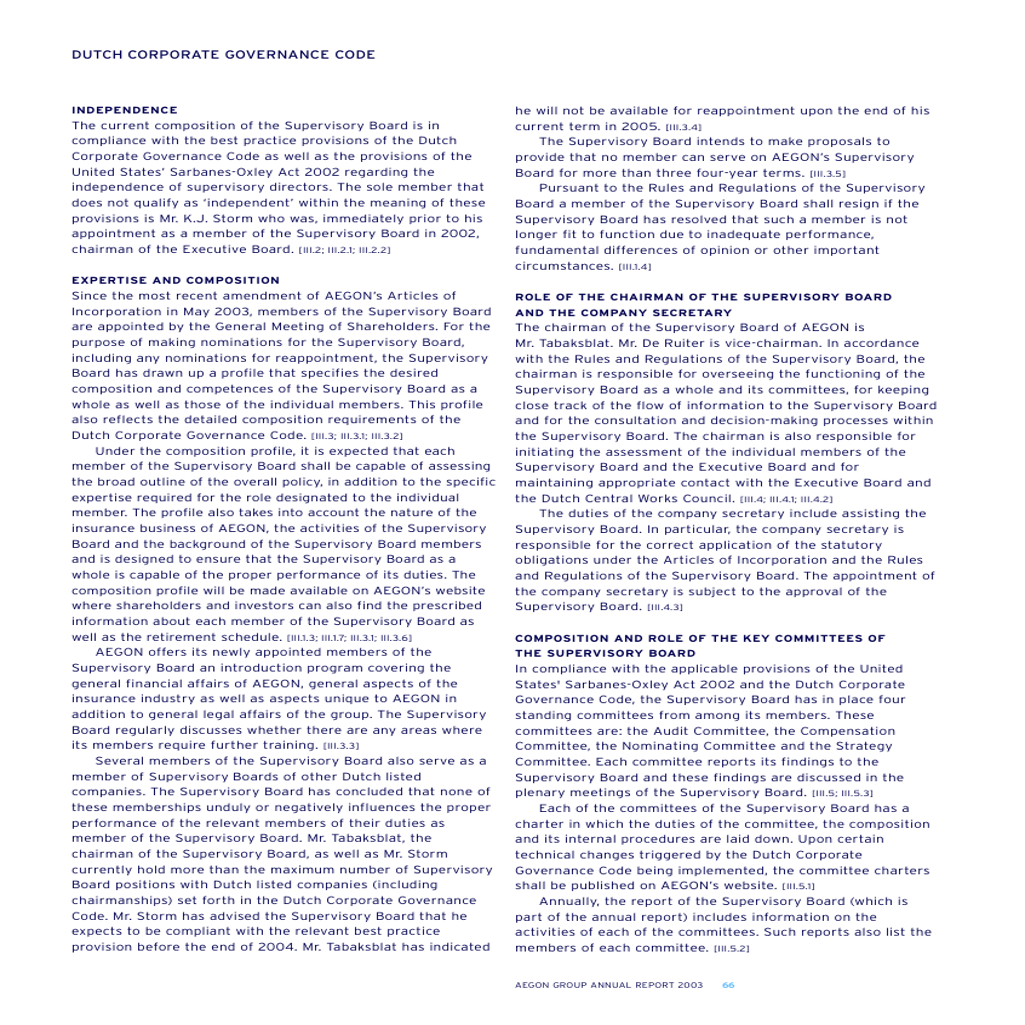 DUTCH CORPORATE GOVERNANCE CODE
INDEPENDENCE
The current composition of the Supervisory Board is in
compliance with the best practice provisions of the Dutch
Corporate Governance Code as well as the provisions of the
United States' Sarbanes-Oxley Act 2002 regarding the
independence of supervisory directors. The sole member that
does not qualify as 'independent' within the meaning of these
provisions is Mr. K.J. Storm who was, immediately prior to his
appointment as a member of the Supervisory Board in 2002,
chairman of the Executive Board. [III.2; III.2.1; III.2.2]
EXPERTISE AND COMPOSITION
Since the most recent amendment of AEGON's Articles of
Incorporation in May 2003, members of the Supervisory Board
are appointed by the General Meeting of Shareholders. For the
purpose of making nominations for the Supervisory Board,
including any nominations for reappointment, the Supervisory
Board has drawn up a profile that specifies the desired
composition and competences of the Supervisory Board as a
whole as well as those of the individual members. This profile
also reflects the detailed composition requirements of the
Dutch Corporate Governance Code. [III.3; III.3.1; III.3.2]
Under the composition profile, it is expected that each
member of the Supervisory Board shall be capable of assessing
the broad outline of the overall policy, in addition to the specific
expertise required for the role designated to the individual
member. The profile also takes into account the nature of the
insurance business of AEGON, the activities of the Supervisory
Board and the background of the Supervisory Board members
and is designed to ensure that the Supervisory Board as a
whole is capable of the proper performance of its duties. The
composition profile will be made available on AEGON's website
where shareholders and investors can also find the prescribed
information about each member of the Supervisory Board as
well as the retirement schedule. [III.1.3; III.1.7; III.3.1; III.3.6]
AEGON offers its newly appointed members of the
Supervisory Board an introduction program covering the
general financial affairs of AEGON, general aspects of the
insurance industry as well as aspects unique to AEGON in
addition to general legal affairs of the group. The Supervisory
Board regularly discusses whether there are any areas where
its members require further training. [III.3.3]
Several members of the Supervisory Board also serve as a
member of Supervisory Boards of other Dutch listed
companies. The Supervisory Board has concluded that none of
these memberships unduly or negatively influences the proper
performance of the relevant members of their duties as
member of the Supervisory Board. Mr. Tabaksblat, the
chairman of the Supervisory Board, as well as Mr. Storm
currently hold more than the maximum number of Supervisory
Board positions with Dutch listed companies (including
chairmanships) set forth in the Dutch Corporate Governance
Code. Mr. Storm has advised the Supervisory Board that he
expects to be compliant with the relevant best practice
provision before the end of 2004. Mr. Tabaksblat has indicated
he will not be available for reappointment upon the end of his
current term in 2005. [III.3.4]
The Supervisory Board intends to make proposals to
provide that no member can serve on AEGON's Supervisory
Board for more than three four-year terms. [III.3.5]
Pursuant to the Rules and Regulations of the Supervisory
Board a member of the Supervisory Board shall resign if the
Supervisory Board has resolved that such a member is not
longer fit to function due to inadequate performance,
fundamental differences of opinion or other important
circumstances. [III.1.4]
ROLE OF THE CHAIRMAN OF THE SUPERVISORY BOARD
AND THE COMPANY SECRETARY
The chairman of the Supervisory Board of AEGON is
Mr. Tabaksblat. Mr. De Ruiter is vice-chairman. In accordance
with the Rules and Regulations of the Supervisory Board, the
chairman is responsible for overseeing the functioning of the
Supervisory Board as a whole and its committees, for keeping
close track of the flow of information to the Supervisory Board
and for the consultation and decision-making processes within
the Supervisory Board. The chairman is also responsible for
initiating the assessment of the individual members of the
Supervisory Board and the Executive Board and for
maintaining appropriate contact with the Executive Board and
the Dutch Central Works Council. [III.4; III.4.1; III.4.2]
The duties of the company secretary include assisting the
Supervisory Board. In particular, the company secretary is
responsible for the correct application of the statutory
obligations under the Articles of Incorporation and the Rules
and Regulations of the Supervisory Board. The appointment of
the company secretary is subject to the approval of the
Supervisory Board. [III.4.3]
COMPOSITION AND ROLE OF THE KEY COMMITTEES OF
THE SUPERVISORY BOARD
In compliance with the applicable provisions of the United
States' Sarbanes-Oxley Act 2002 and the Dutch Corporate
Governance Code, the Supervisory Board has in place four
standing committees from among its members. These
committees are: the Audit Committee, the Compensation
Committee, the Nominating Committee and the Strategy
Committee. Each committee reports its findings to the
Supervisory Board and these findings are discussed in the
plenary meetings of the Supervisory Board. [III.5; III.5.3]
Each of the committees of the Supervisory Board has a
charter in which the duties of the committee, the composition
and its internal procedures are laid down. Upon certain
technical changes triggered by the Dutch Corporate
Governance Code being implemented, the committee charters
shall be published on AEGON's website. [III.5.1]
Annually, the report of the Supervisory Board (which is
part of the annual report) includes information on the
activities of each of the committees. Such reports also list the
members of each committee. [III.5.2]
AEGON GROUP ANNUAL REPORT 2003 66